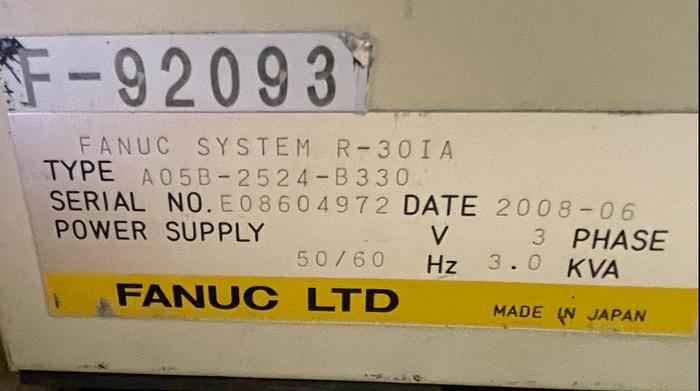 F-92093
FANUC SYSTEM R-30IA
TYPE A05B-2524-B330
SERIAL NO. E08604972 DATE 2008-06
POWER SUPPLY V 3 PHASE
50/60 Hz 3.0 KVA
FANUC LTD MADE IN JAPAN